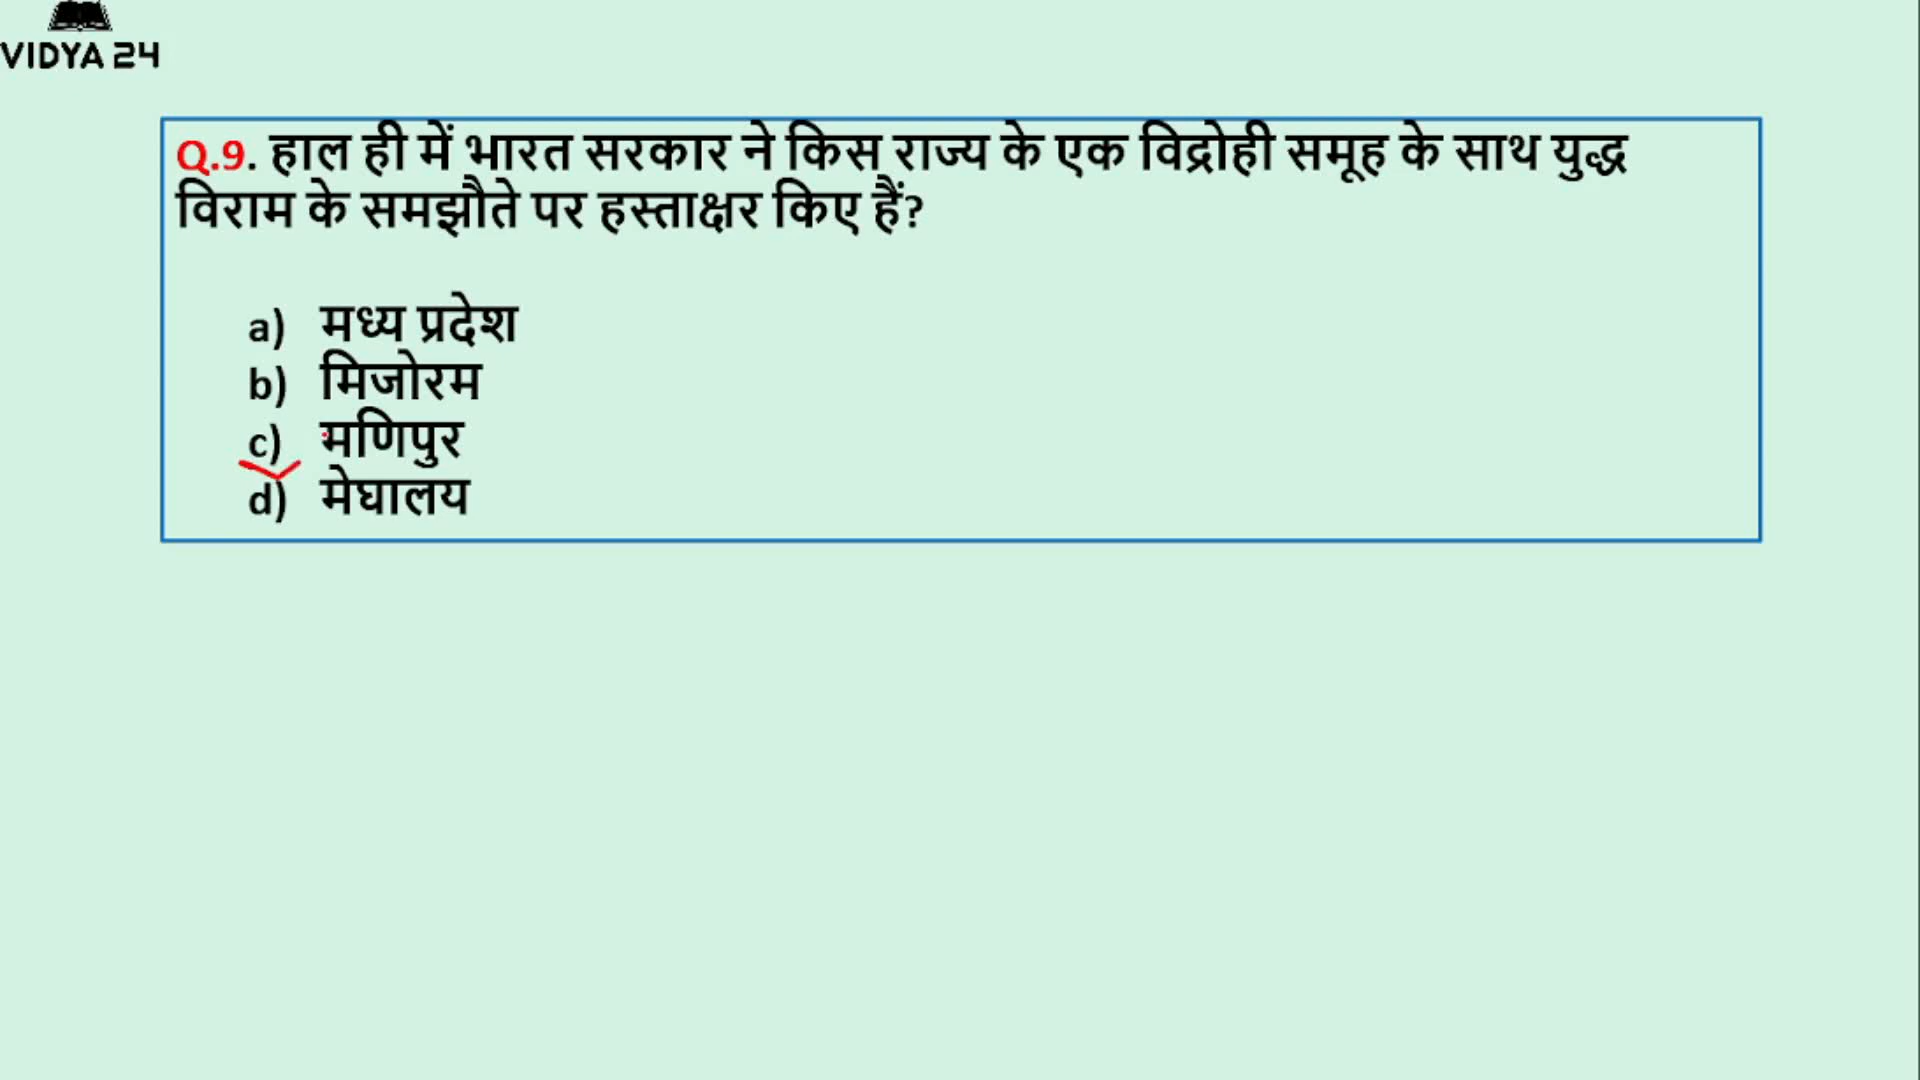 VIDYA 24
Q.9. हाल ही में भारत सरकार ने किस राज्य के एक विद्रोही समूह के साथ युद्ध
विराम के समझौते पर हस्ताक्षर किए हैं?
a) मध्य प्रदेश
b) मिजोरम
c) मणिपुर
d) मेघालय